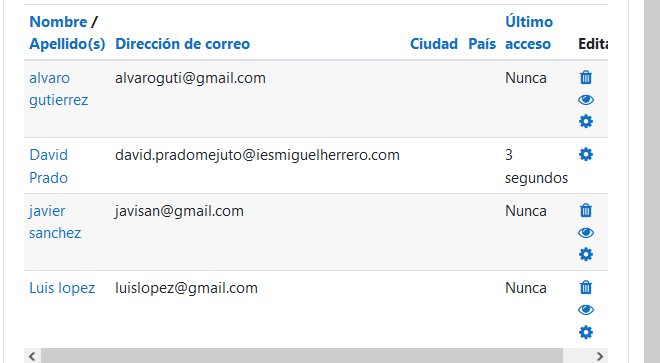 Nombre / Último
Apellido(s) Dirección de correo Ciudad País acceso Edita
alvaro alvaroguti@gmail.com Nunca
gutierrez
David david.pradomejuto@iesmiguelherrero.com 3
Prado segundos
javier javisan@gmail.com Nunca
sanchez
Luis lopez luislopez@gmail.com Nunca